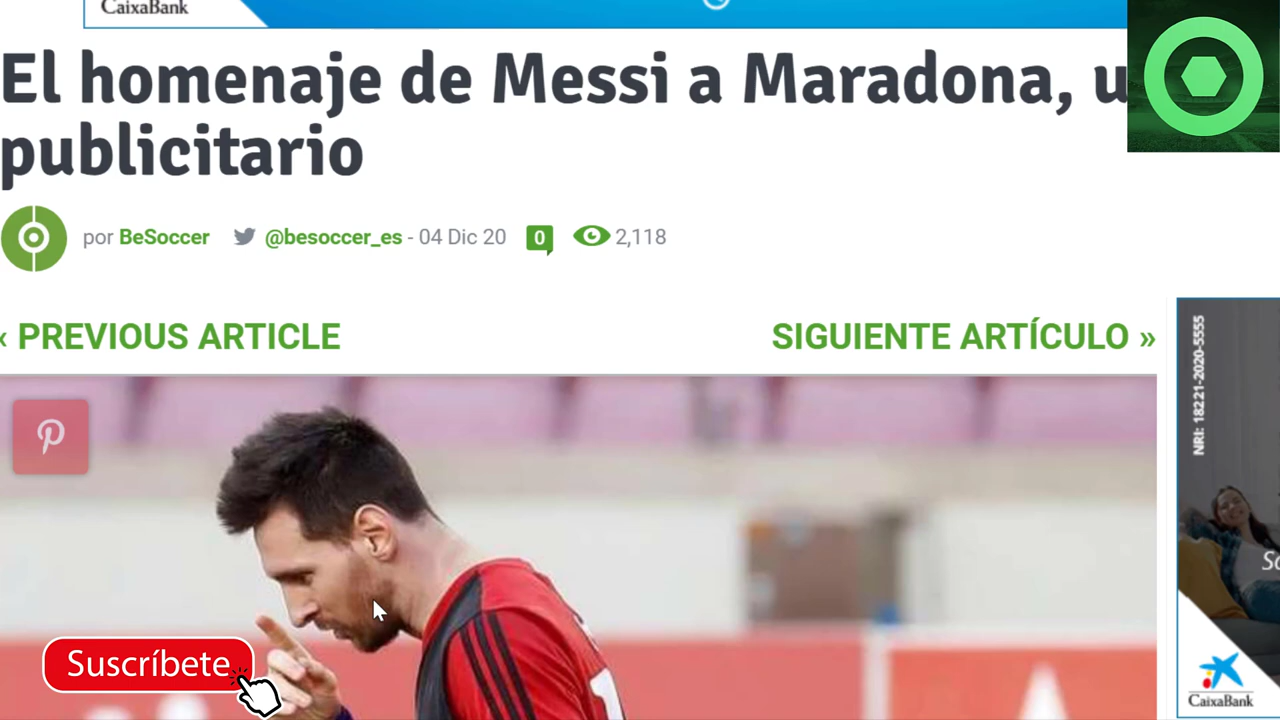 CaixaBank
El homenaje de Messi a Maradona, u
publicitario
por BeSoccer @besoccer_es - 04 Dic 20 0 2,118
« PREVIOUS ARTICLE SIGUIENTE ARTÍCULO »
NRI: 18221-2020-5555
Suscríbete
CaixaBank